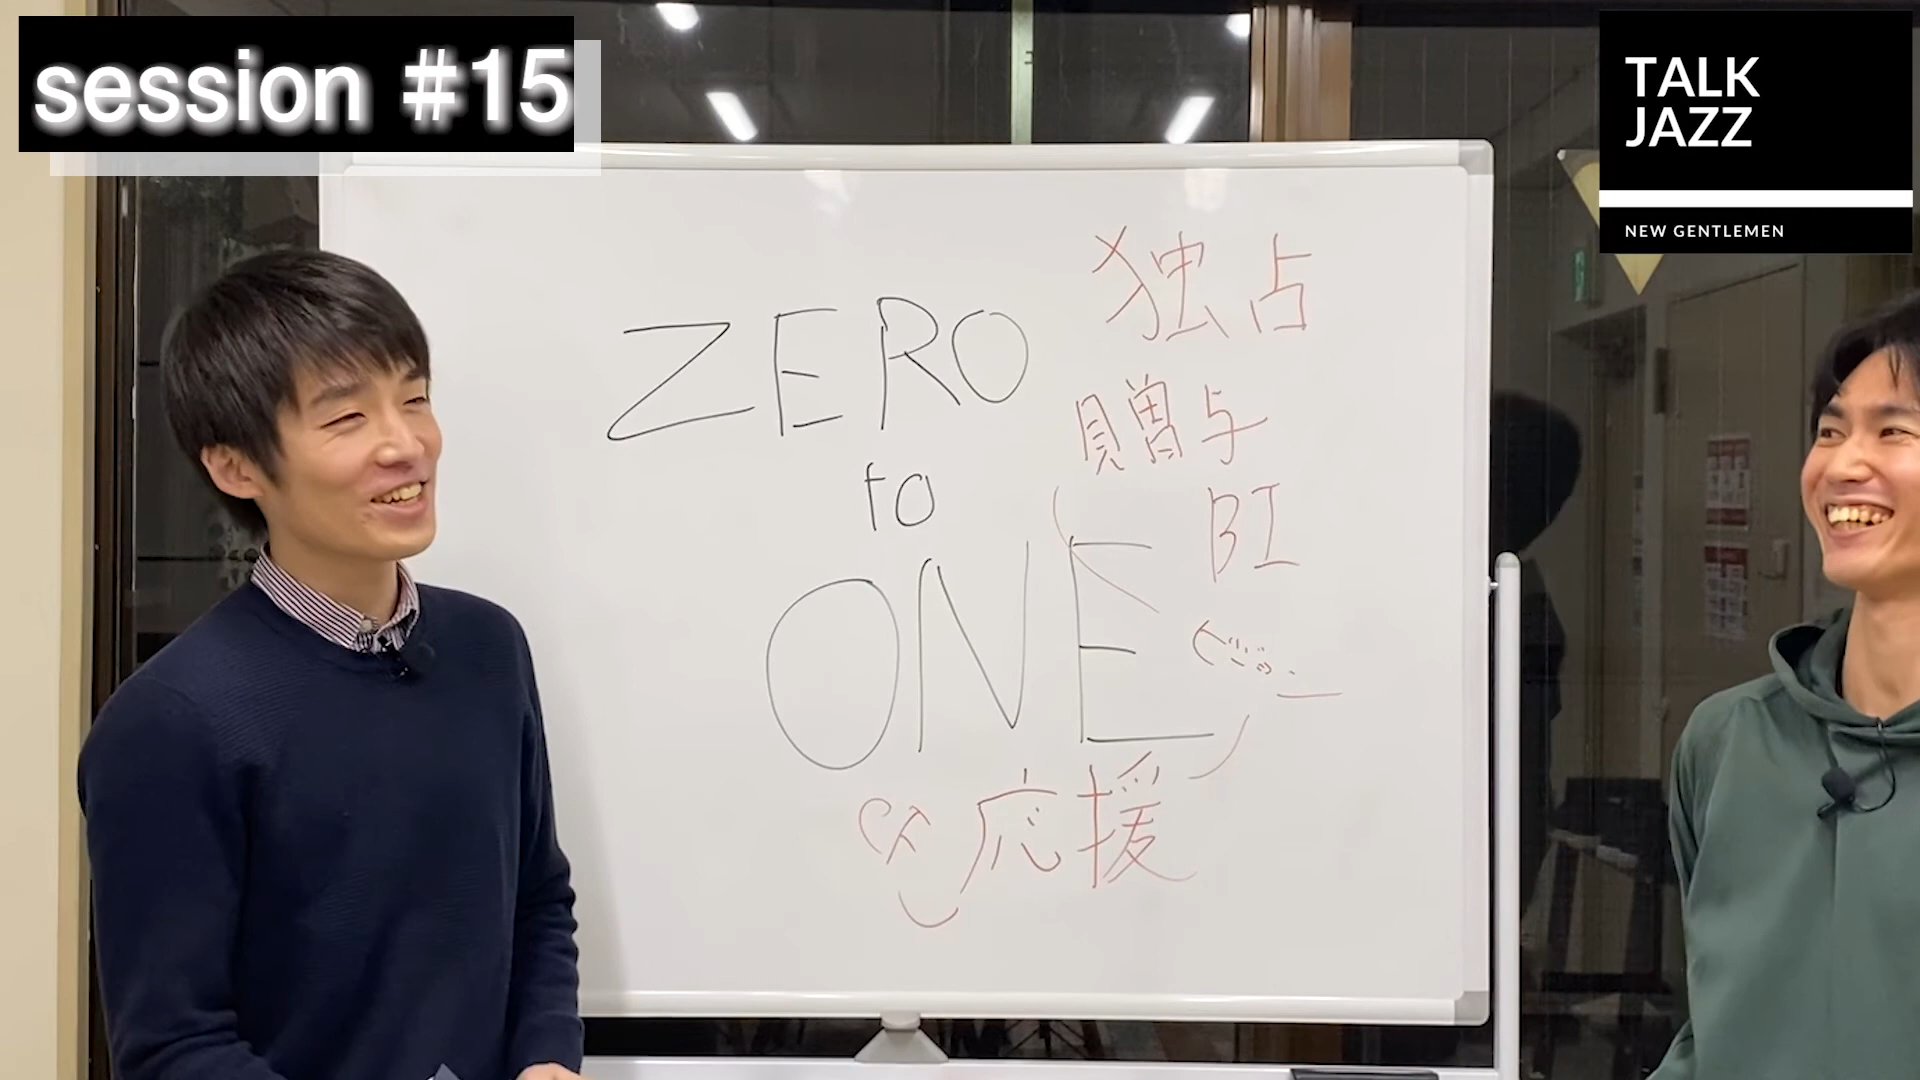 session #15
TALK
JAZZ
NEW GENTLEMEN
ZERO
to
ONE
独占
贈与
BI
応援